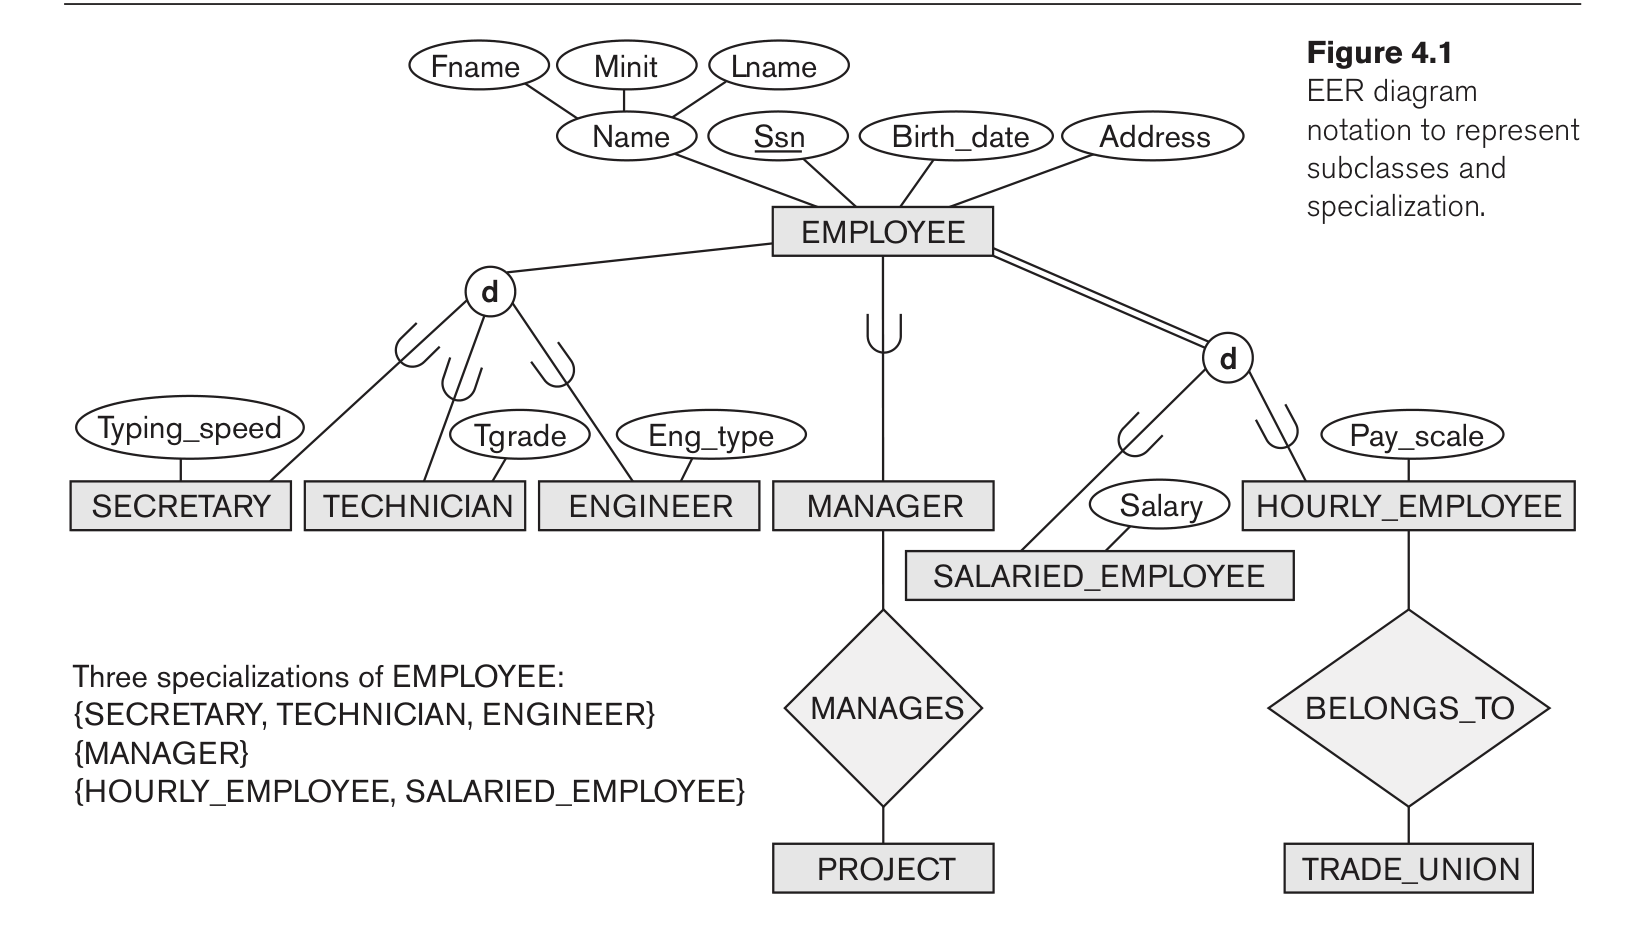 Figure 4.1
EER diagram
notation to represent
subclasses and
specialization.
Fname
Minit
Lname
Name
Ssn
Birth_date
Address
EMPLOYEE
d
d
Typing_speed
Tgrade
Eng_type
Pay_scale
SECRETARY
TECHNICIAN
ENGINEER
MANAGER
Salary
HOURLY_EMPLOYEE
SALARIED_EMPLOYEE
Three specializations of EMPLOYEE:
{SECRETARY, TECHNICIAN, ENGINEER}
{MANAGER}
{HOURLY_EMPLOYEE, SALARIED_EMPLOYEE}
MANAGES
BELONGS_TO
PROJECT
TRADE_UNION